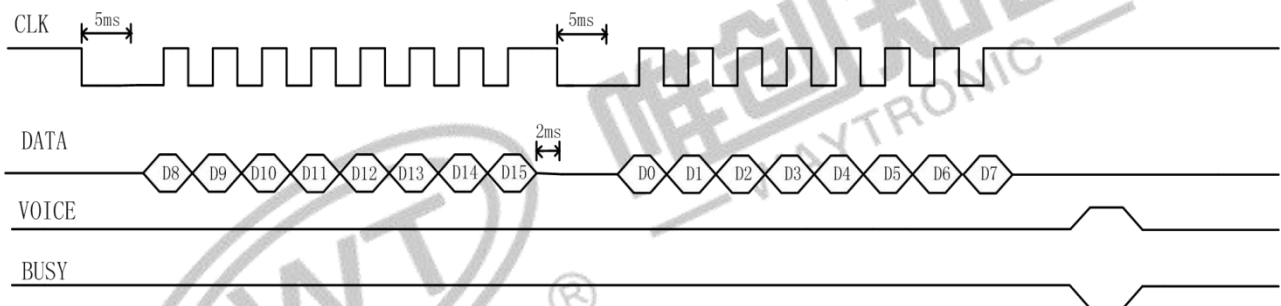 CLK 5ms 5ms
DATA 2ms
D8 D9 D10 D11 D12 D13 D14 D15 D0 D1 D2 D3 D4 D5 D6 D7
VOICE
BUSY
唯创知
WAYTRONIC
WT
®